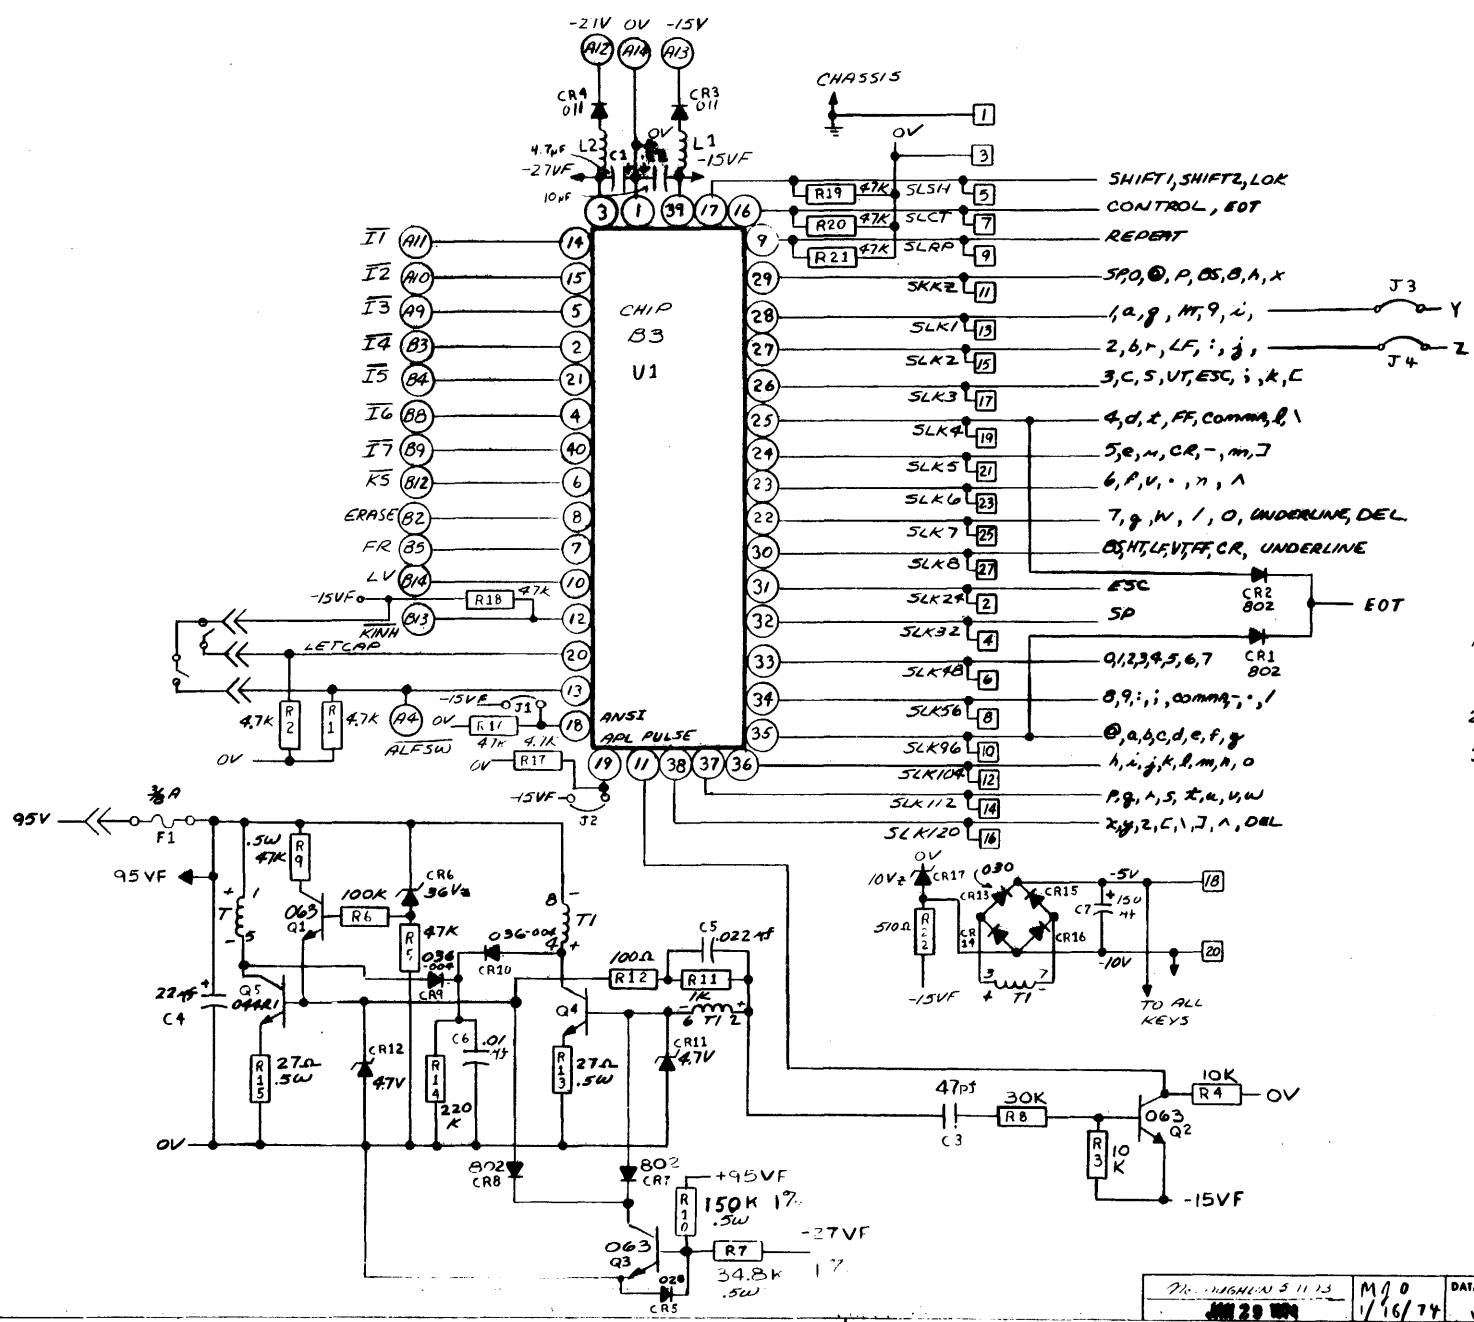 -21V 0V -15V
A12 A14 A13
CHASSIS
CR4
011
CR3
011
1
0V
0V
3
4.7µF L2 C1 L1
-27VF -15VF
10µF
3 1 39 17 16
R19 47K SLSH 5 SHIFT1, SHIFT2, LOK
R20 47K SLCT 7 CONTROL, EOT
R21 47K SLRP 9 REPEAT
I1 A11 14
9
I2 A10 15
29 SKKZ 11 SP,0,@,P,BS,8,h,x
I3 A9 5
28 SLK1 13 1,a,q,HT,9,i, J3 Y
I4 B3 2
27 SLK2 15 2,b,r,LF,:,j, J4 Z
CHIP
B3
U1
I5 B4 21
26 SLK3 17 3,C,S,VT,ESC,;,K,[
I6 B8 4
25 SLK4 19 4,d,t,FF,comma,l,\
I7 B9 40
24 SLK5 21 5,e,u,CR,-,m,]
KS B12 6
23 SLK6 23 6,f,v,.,n,^
ERASE B2 8
22 SLK7 25 7,g,W,/,O,UNDERLINE,DEL
FR B5 7
30 SLK8 27 BS,HT,LF,VT,FF,CR, UNDERLINE
LV B14 10
31 SLK24 2 ESC
CR2
802
EOT
-15VF R18 47K
KINH B13 12
32 SLK32 4 SP
LETCAP 20
33 SLK48 6 0,1,2,3,4,5,6,7
CR1
802
13
34 SLK56 8 8,9,:,;,comma,-,.,/
4.7K R2 R1 4.7K A4 -15VF J1
0V 47K 18
ALFSW
ANSI
APL PULSE
35 SLK96 10 @,a,b,c,d,e,f,g
0V
0V R17 4.7K
19 11 38 37 36
SLK104 12 h,i,j,k,l,m,n,o
-15VF J2
SLK112 14 p,q,r,s,t,u,v,w
SLK120 16 x,y,z,[,\,],^,DEL
3/8 A
95V F1
.5W
47K R9
95VF
CR6
36Vz
100K
R6
063
Q1
+ 1
T1
- 5
R5 47K
8 -
T1
4 +
036-004
CR10
036
-004
CR9
100Ω
R12
C5
.022µf
R11
1K
6 - T1 2 +
0V
10Vz CR17
030
CR13 CR15
CR14 CR16
510Ω R22
-15VF
3 7
+ T1 -
-5V 18
C7 + 150µf
-10V 20
TO ALL
KEYS
22µf +
C4
Q5
044R1
R15 27Ω
.5W
CR12
4.7V
R14
220
K
C6 .01µf
Q4
R13 27Ω
.5W
CR11
4.7V
47pf
C3
30K
R8
10K
R4 0V
063
Q2
R3 10
K
-15VF
0V
802
CR8
802
CR7
+95VF
R10 150K 1%
.5W
-27VF
063
Q3
R7
34.8K 1%
.5W
028
CR5
1/16/74
JAN 29
DAT